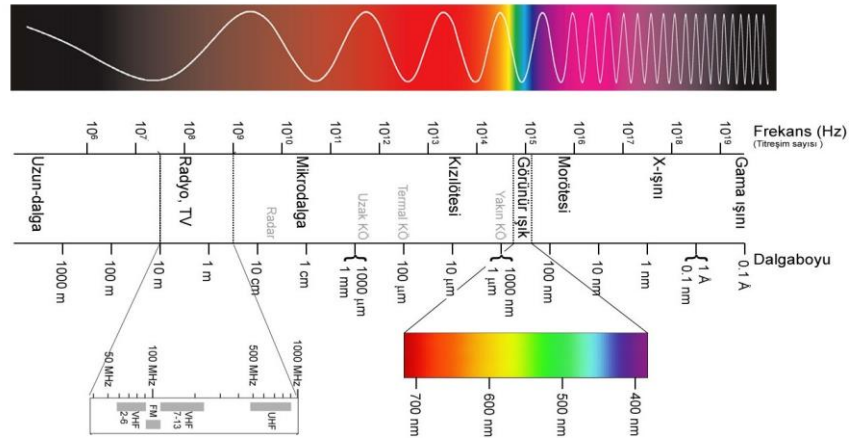 10⁶
10⁷
10⁸
10⁹
10¹⁰
10¹¹
10¹²
10¹³
10¹⁴
10¹⁵
10¹⁶
10¹⁷
10¹⁸
10¹⁹
Frekans (Hz)
(Titreşim sayısı )
Uzun-dalga
Radyo, TV
Mikrodalga
Radar
Uzak KÖ
Termal KÖ
Kızılötesi
Yakın KÖ
Görünür ışık
Morötesi
X-ışını
Gama ışını
1000 m
100 m
10 m
1 m
10 cm
1 cm
1000 µm
1 mm
100 µm
10 µm
1000 nm
1 µm
100 nm
10 nm
1 nm
1 Å
0.1 nm
0.1 Å
Dalgaboyu
50 MHz
100 MHz
500 MHz
1000 MHz
VHF
2-6
FM
VHF
7-13
UHF
700 nm
600 nm
500 nm
400 nm